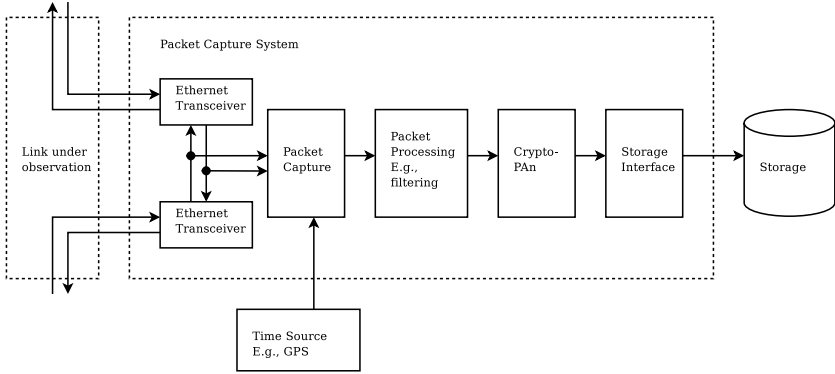 Packet Capture System
Ethernet
Transceiver
Link under
observation
Packet
Capture
Packet
Processing
E.g.,
filtering
Crypto-
PAn
Storage
Interface
Storage
Ethernet
Transceiver
Time Source
E.g., GPS